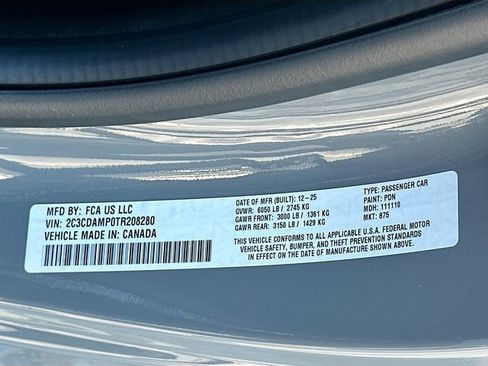 MFD BY: FCA US LLC
VIN: 2C3CDAMP0TR208280
VEHICLE MADE IN: CANADA
DATE OF MFR (BUILT): 12-25
GVWR: 6050 LB / 2745 KG
GAWR FRONT: 3000 LB / 1361 KG
GAWR REAR: 3150 LB / 1429 KG
TYPE: PASSENGER CAR
PAINT: PDN
MDH: 111110
MKT: B75
THIS VEHICLE CONFORMS TO ALL APPLICABLE U.S.A. FEDERAL MOTOR
VEHICLE SAFETY, BUMPER, AND THEFT PREVENTION STANDARDS
IN EFFECT ON THE DATE OF MANUFACTURE SHOWN ABOVE.